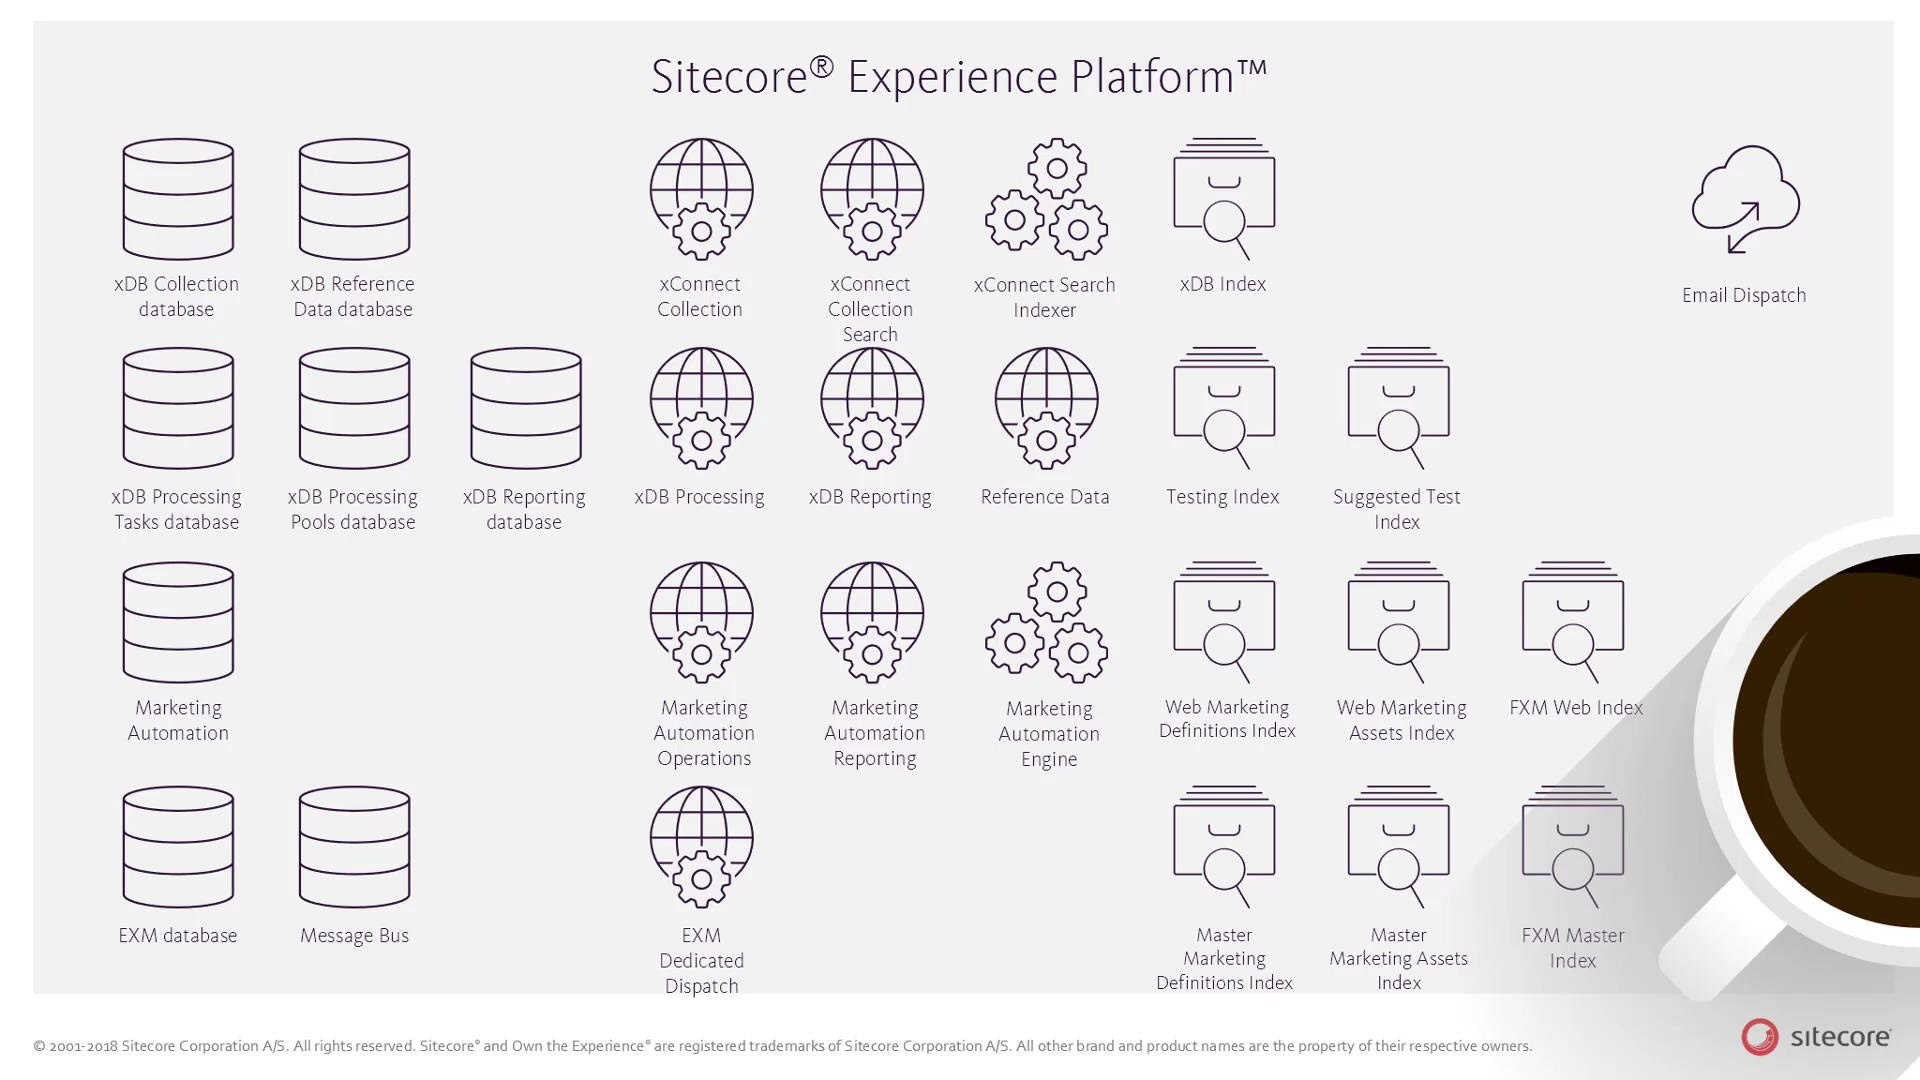 Sitecore® Experience Platform™
xDB Collection
database
xDB Reference
Data database
xConnect
Collection
xConnect
Collection
Search
xConnect Search
Indexer
xDB Index
Email Dispatch
xDB Processing
Tasks database
xDB Processing
Pools database
xDB Reporting
database
xDB Processing
xDB Reporting
Reference Data
Testing Index
Suggested Test
Index
Marketing
Automation
Marketing
Automation
Operations
Marketing
Automation
Reporting
Marketing
Automation
Engine
Web Marketing
Definitions Index
Web Marketing
Assets Index
FXM Web Index
EXM database
Message Bus
EXM
Dedicated
Dispatch
Master
Marketing
Definitions Index
Master
Marketing Assets
Index
FXM Master
Index
© 2001-2018 Sitecore Corporation A/S. All rights reserved. Sitecore® and Own the Experience® are registered trademarks of Sitecore Corporation A/S. All other brand and product names are the property of their respective owners.
sitecore